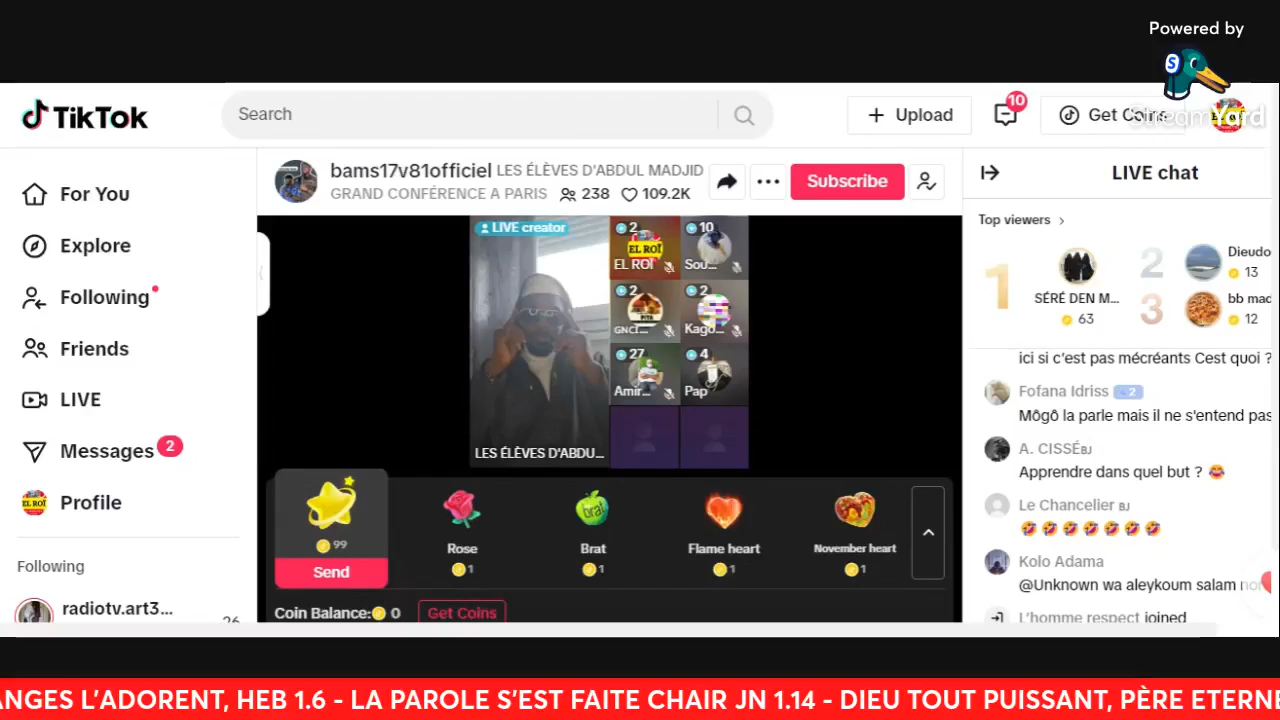 Powered by
StreamYard
TikTok
Search
Upload
10
Get Coins
For You
Explore
Following
Friends
LIVE
Messages 2
Profile
Following
radiotv.art3...
26
bams17v81officiel LES ÉLÈVES D'ABDUL MADJID
GRAND CONFÉRENCE A PARIS 238 109.2K
Subscribe
LIVE creator
2
EL ROÏ
EL ROÏ
10
Sou...
2
GNCI...
2
Kago...
27
Amir...
4
Pap
LES ÉLÈVES D'ABDU...
99
Send
Rose
1
Brat
1
Flame heart
1
November heart
1
Coin Balance: 0 Get Coins
LIVE chat
Top viewers
1
SÉRÉ DEN M...
63
2
Dieudo
13
3
bb mad
12
ici si c'est pas mécréants Cest quoi ?
Fofana Idriss 2
Môgô la parle mais il ne s'entend pas
A. CISSÉ BJ
Apprendre dans quel but ? 😂
Le Chancelier BJ
🤣🤣🤣🤣🤣🤣🤣
Kolo Adama
@Unknown wa aleykoum salam
L'homme respect joined
ANGES L'ADORENT, HEB 1.6 - LA PAROLE S'EST FAITE CHAIR JN 1.14 - DIEU TOUT PUISSANT, PÈRE ETERNE